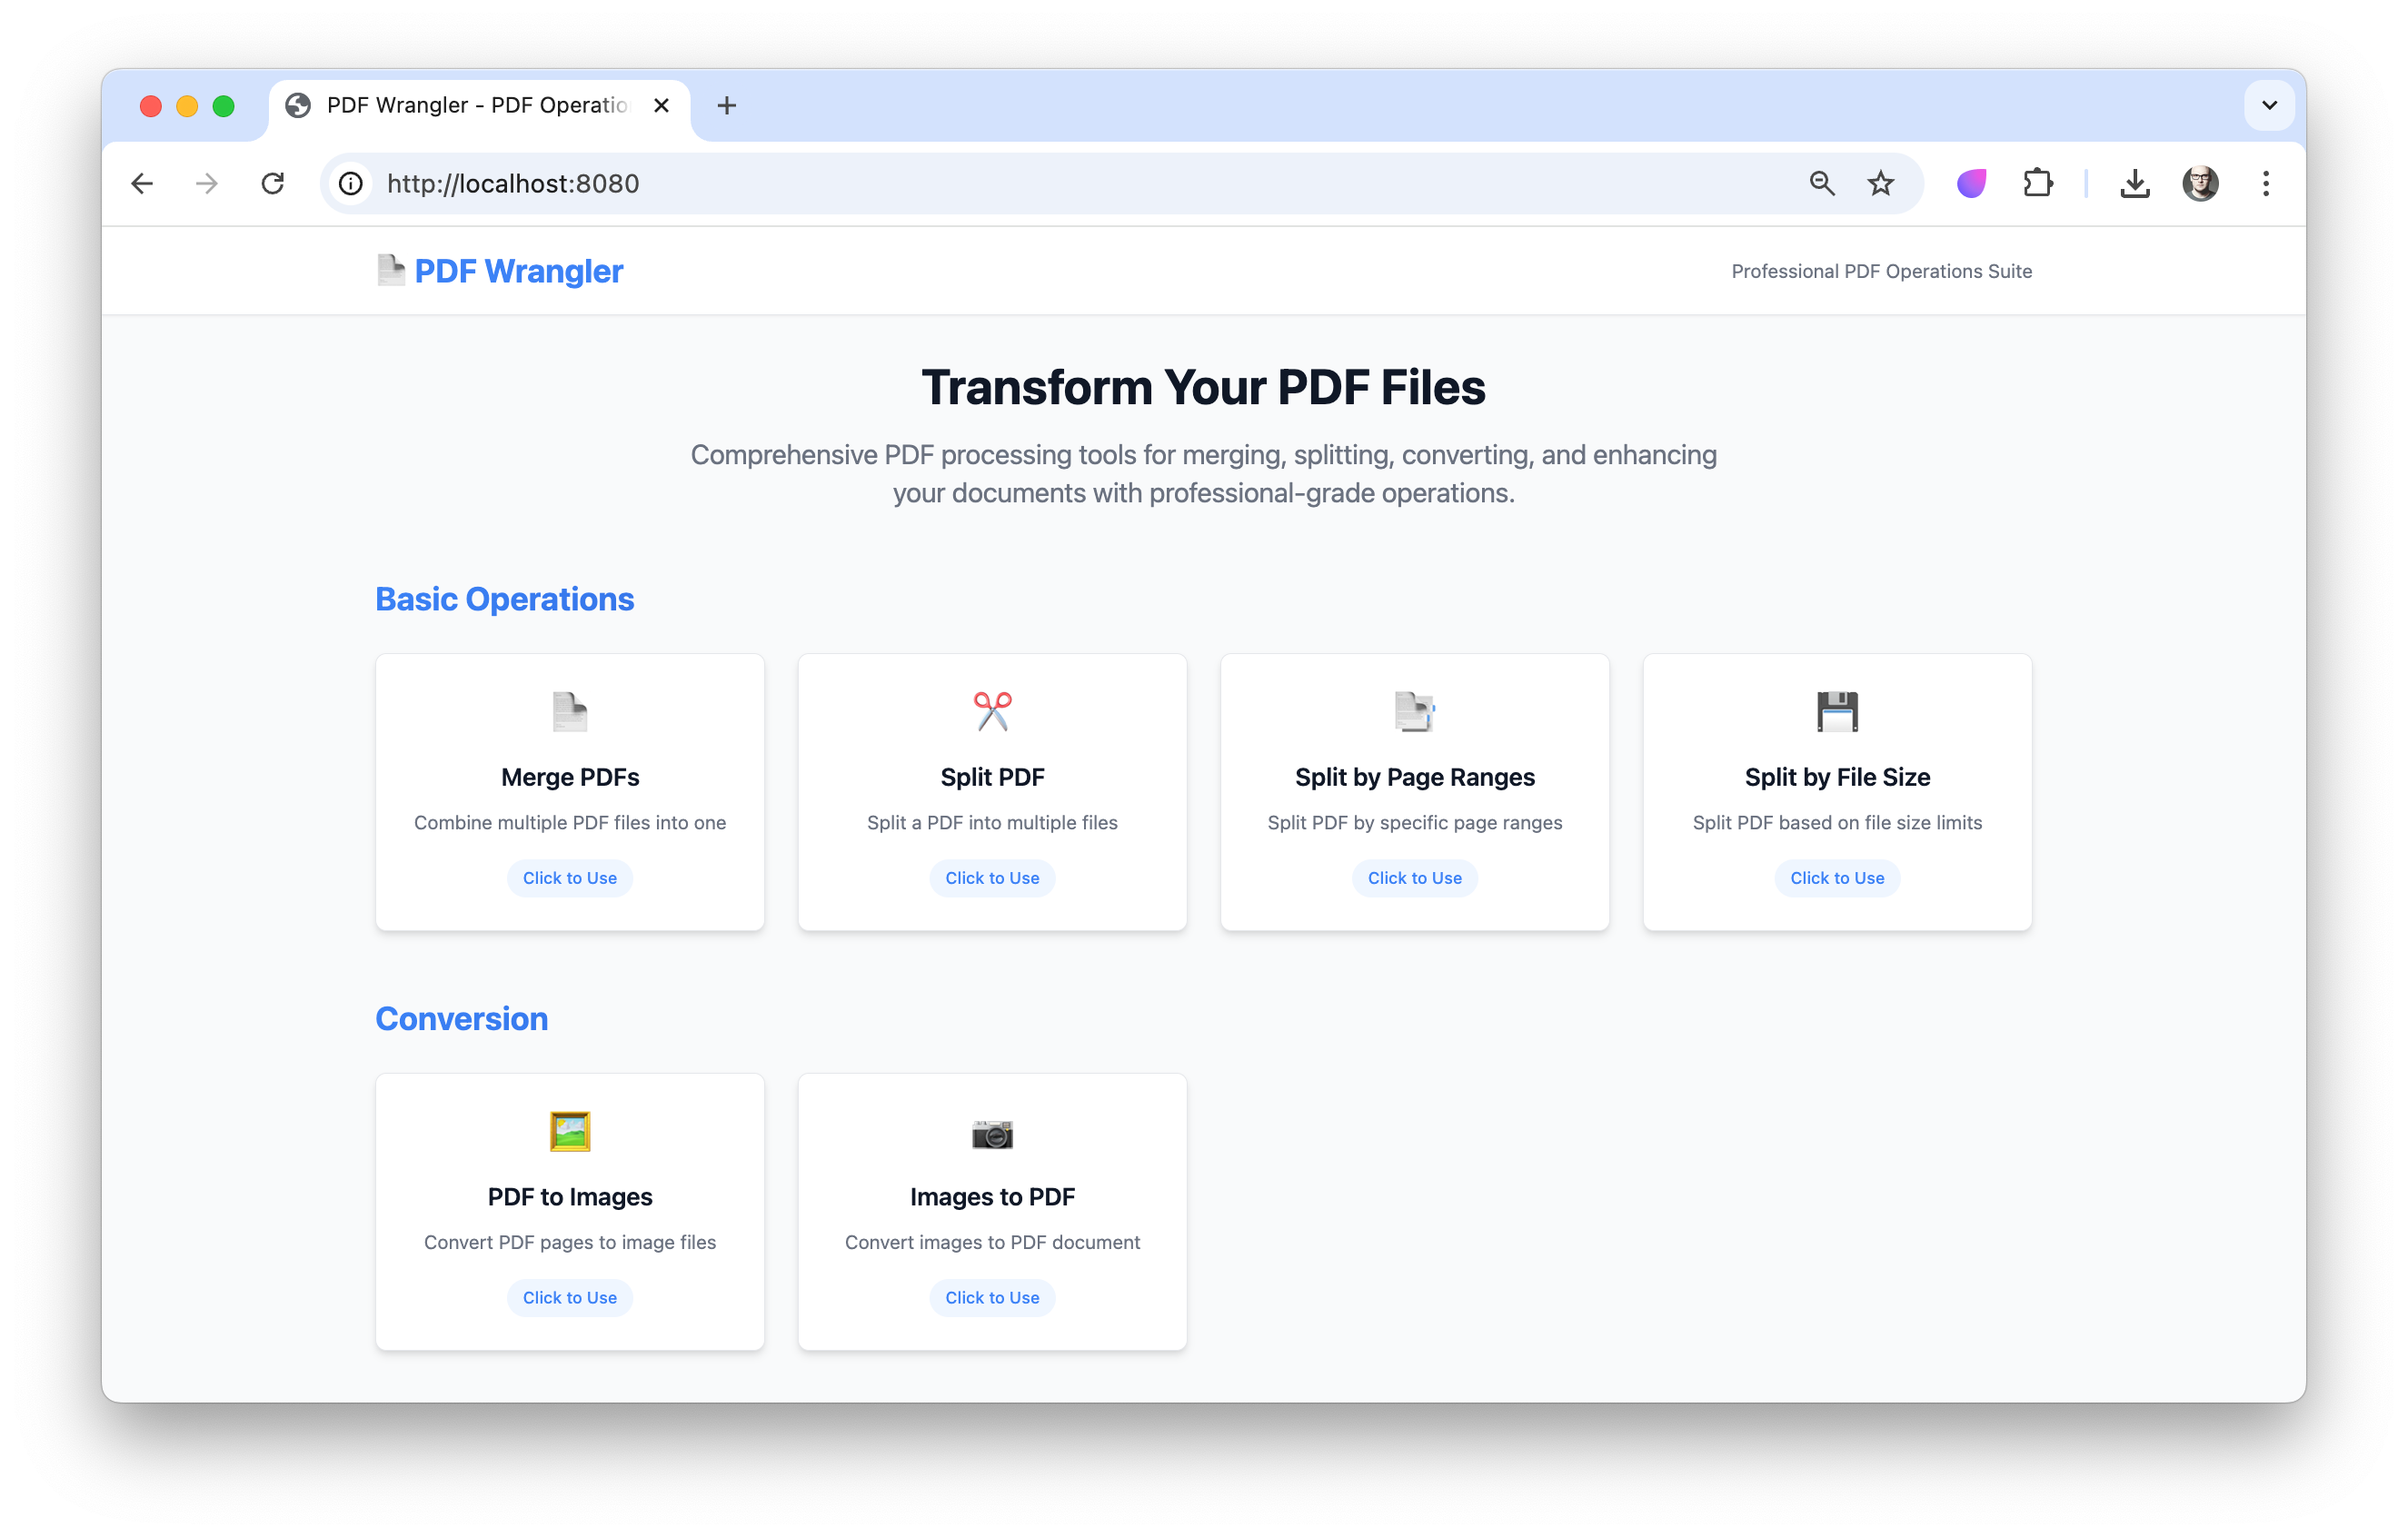 PDF Wrangler - PDF Operatio
http://localhost:8080
PDF Wrangler
Professional PDF Operations Suite
Transform Your PDF Files
Comprehensive PDF processing tools for merging, splitting, converting, and enhancing
your documents with professional-grade operations.
Basic Operations
Merge PDFs
Combine multiple PDF files into one
Click to Use
Split PDF
Split a PDF into multiple files
Click to Use
Split by Page Ranges
Split PDF by specific page ranges
Click to Use
Split by File Size
Split PDF based on file size limits
Click to Use
Conversion
PDF to Images
Convert PDF pages to image files
Click to Use
Images to PDF
Convert images to PDF document
Click to Use